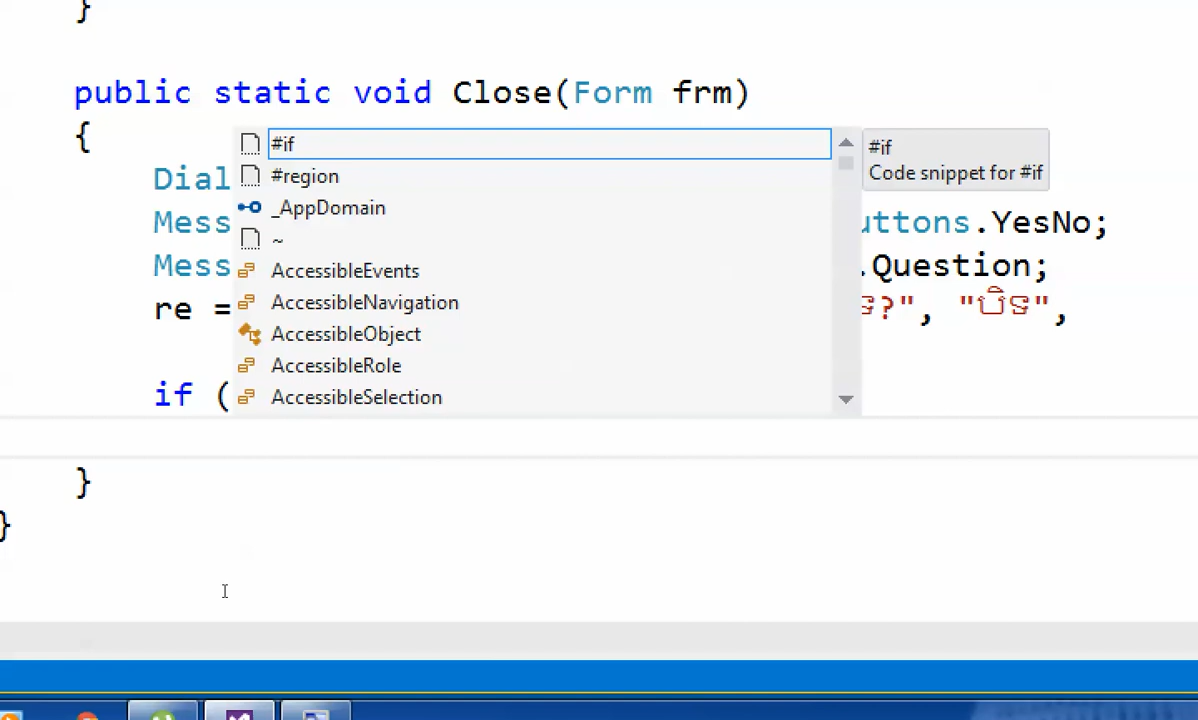 }
public static void Close(Form frm)
{
#if
#if
#region
Code snippet for #if
Dial
_AppDomain
Mess
uttons.YesNo;
~
Mess
.Question;
AccessibleEvents
re =
?", "បិទ",
AccessibleNavigation
AccessibleObject
AccessibleRole
if (
AccessibleSelection
}
}